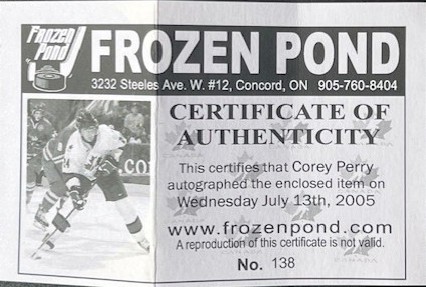 Frozen Pond
FROZEN POND
3232 Steeles Ave. W. #12, Concord, ON 905-760-8404
CERTIFICATE OF
AUTHENTICITY
This certifies that Corey Perry
autographed the enclosed item on
Wednesday July 13th, 2005
www.frozenpond.com
A reproduction of this certificate is not valid.
No. 138